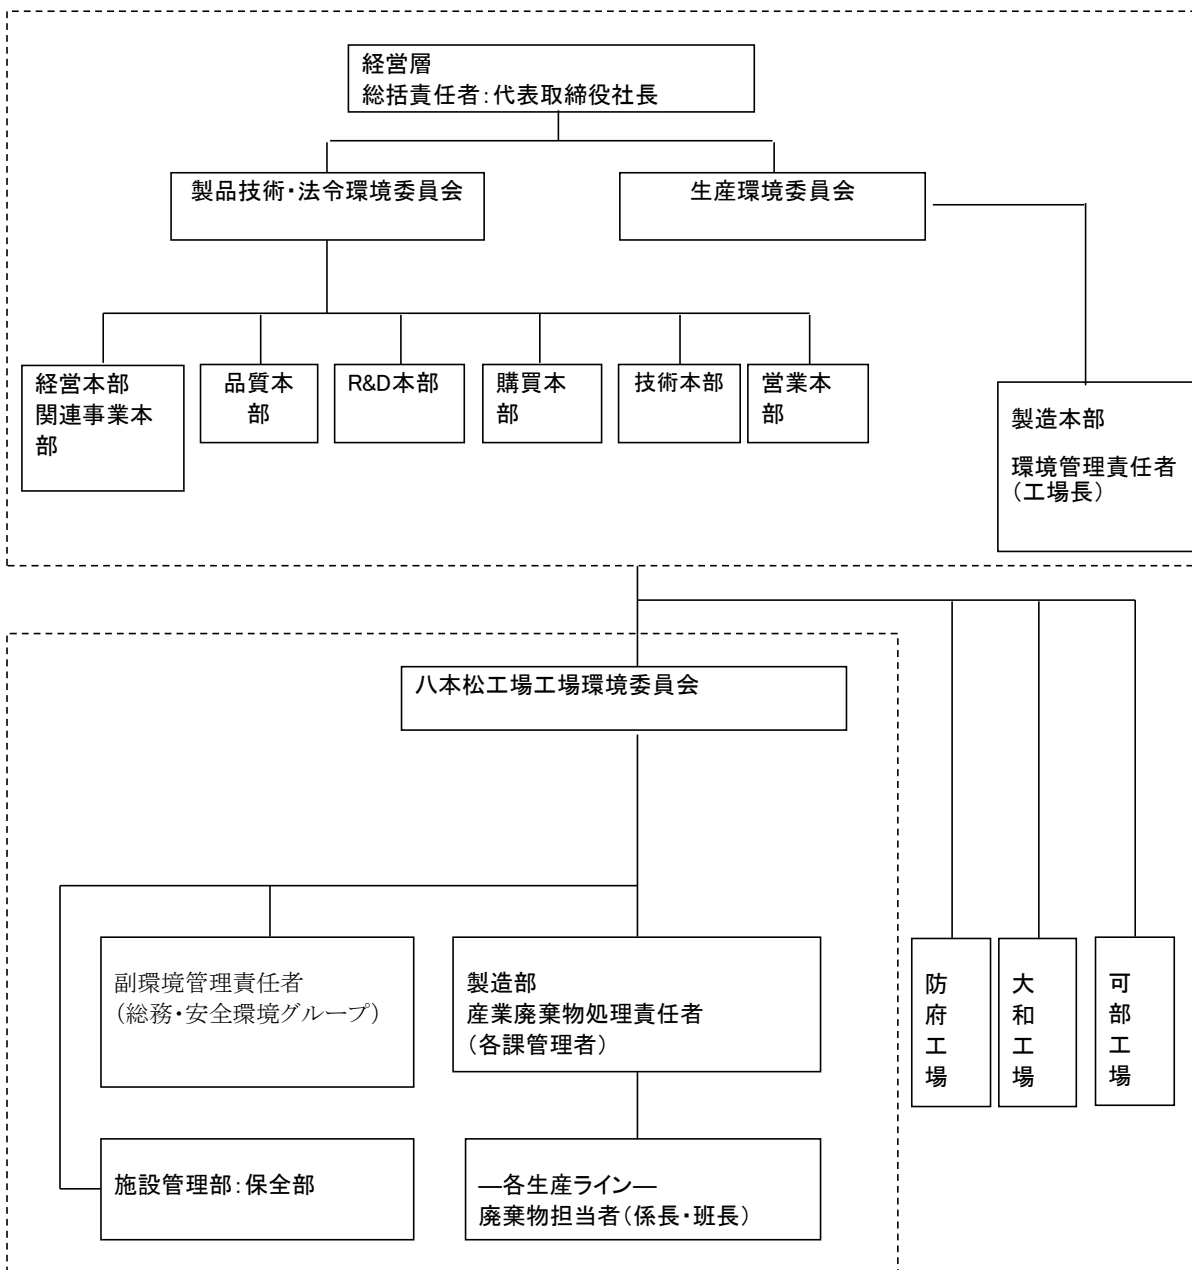 経営層
総括責任者:代表取締役社長
製品技術・法令環境委員会
生産環境委員会
経営本部
関連事業本
部
品質本
部
R&D本部
購買本
部
技術本部
営業本
部
製造本部
環境管理責任者
(工場長)
八本松工場工場環境委員会
副環境管理責任者
(総務・安全環境グループ)
製造部
産業廃棄物処理責任者
(各課管理者)
防
府
工
場
大
和
工
場
可
部
工
場
施設管理部:保全部
―各生産ライン―
廃棄物担当者(係長・班長)